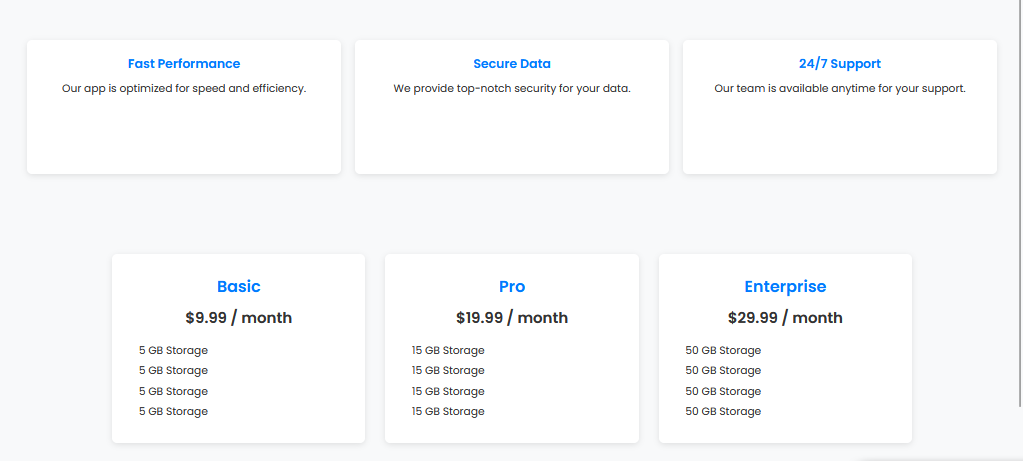 Fast Performance
Our app is optimized for speed and efficiency.
Secure Data
We provide top-notch security for your data.
24/7 Support
Our team is available anytime for your support.
Basic
$9.99 / month
5 GB Storage
5 GB Storage
5 GB Storage
5 GB Storage
Pro
$19.99 / month
15 GB Storage
15 GB Storage
15 GB Storage
15 GB Storage
Enterprise
$29.99 / month
50 GB Storage
50 GB Storage
50 GB Storage
50 GB Storage